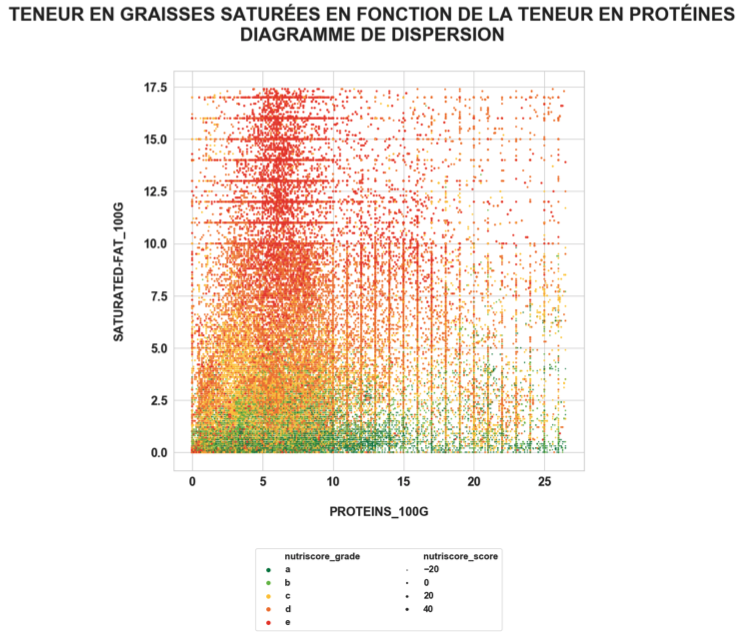 TENEUR EN GRAISSES SATURÉES EN FONCTION DE LA TENEUR EN PROTÉINES
DIAGRAMME DE DISPERSION
17.5
15.0
12.5
10.0
7.5
5.0
2.5
0.0
SATURATED-FAT_100G
0 5 10 15 20 25
PROTEINS_100G
nutriscore_grade nutriscore_score
a −20
b 0
c 20
d 40
e